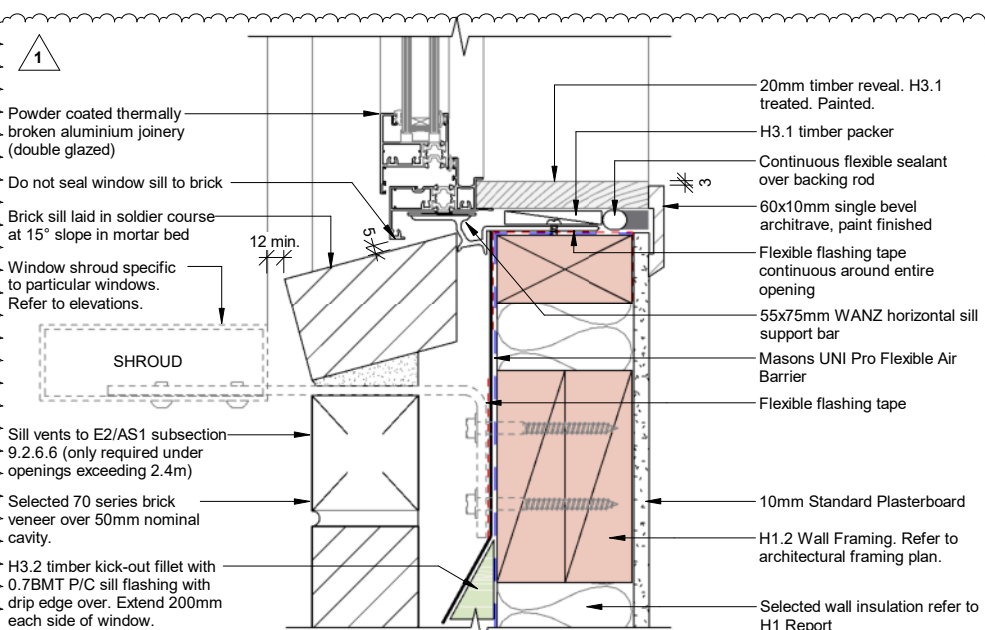 1
Powder coated thermally
broken aluminium joinery
(double glazed)
Do not seal window sill to brick
Brick sill laid in soldier course
at 15° slope in mortar bed
12 min.
5
Window shroud specific
to particular windows.
Refer to elevations.
SHROUD
Sill vents to E2/AS1 subsection
9.2.6.6 (only required under
openings exceeding 2.4m)
Selected 70 series brick
veneer over 50mm nominal
cavity.
H3.2 timber kick-out fillet with
0.7BMT P/C sill flashing with
drip edge over. Extend 200mm
each side of window.
20mm timber reveal. H3.1
treated. Painted.
H3.1 timber packer
Continuous flexible sealant
over backing rod
3
60x10mm single bevel
architrave, paint finished
Flexible flashing tape
continuous around entire
opening
55x75mm WANZ horizontal sill
support bar
Masons UNI Pro Flexible Air
Barrier
Flexible flashing tape
10mm Standard Plasterboard
H1.2 Wall Framing. Refer to
architectural framing plan.
Selected wall insulation refer to
H1 Report